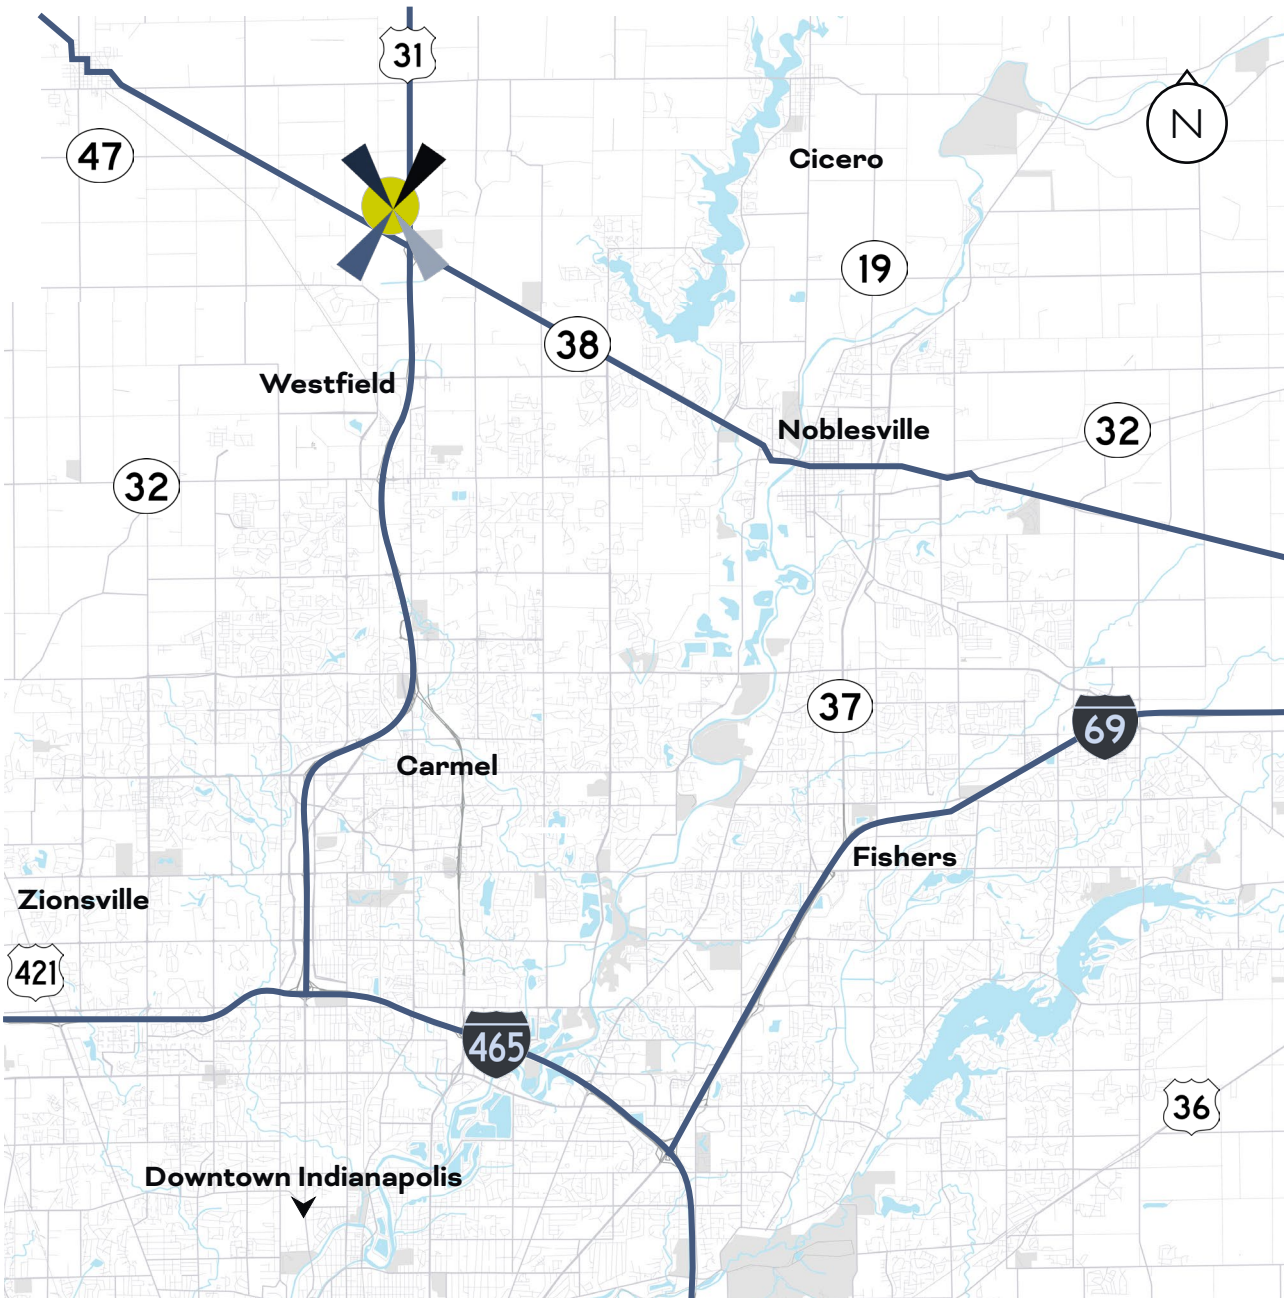 31
N
47
Cicero
19
38
Westfield
Noblesville
32
32
37
69
Carmel
Fishers
Zionsville
421
465
36
Downtown Indianapolis